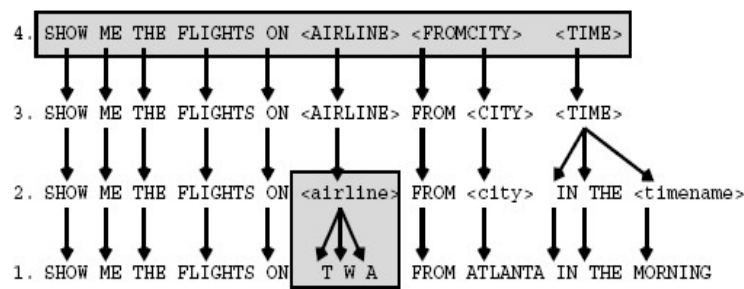 4. SHOW ME THE FLIGHTS ON <AIRLINE> <FROMCITY> <TIME>
3. SHOW ME THE FLIGHTS ON <AIRLINE> FROM <CITY> <TIME>
2. SHOW ME THE FLIGHTS ON <airline> FROM <city> IN THE <timename>
1. SHOW ME THE FLIGHTS ON T W A FROM ATLANTA IN THE MORNING